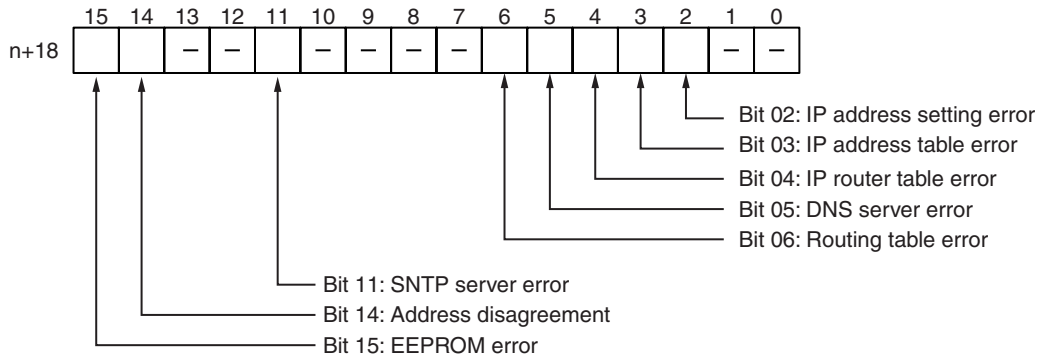 15 14 13 12 11 10 9 8 7 6 5 4 3 2 1 0
n+18 – – – – – – – –
Bit 02: IP address setting error
Bit 03: IP address table error
Bit 04: IP router table error
Bit 05: DNS server error
Bit 06: Routing table error
Bit 11: SNTP server error
Bit 14: Address disagreement
Bit 15: EEPROM error